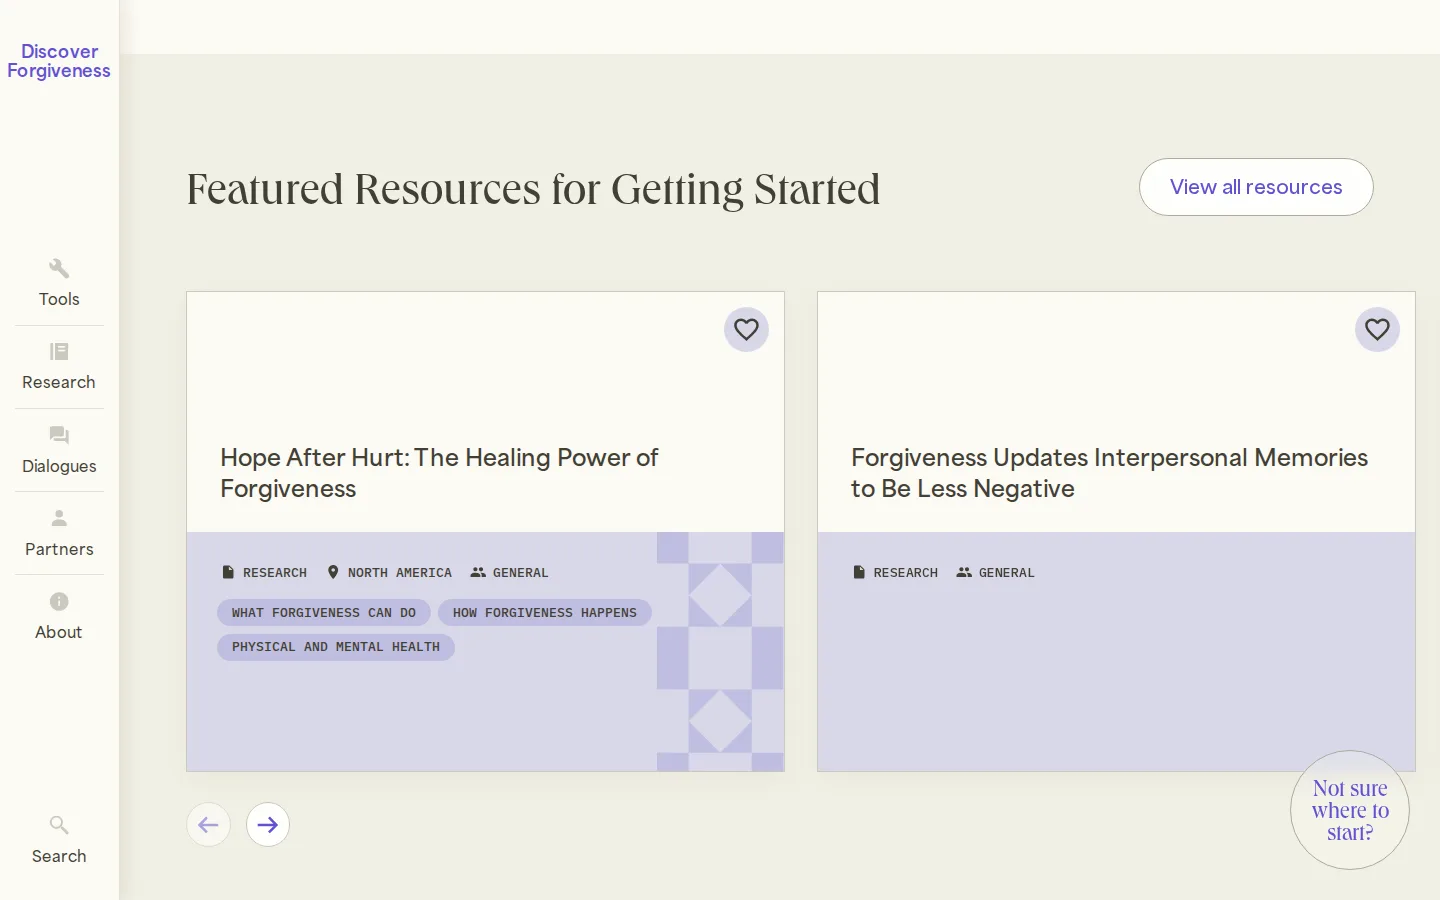 Discover
Forgiveness
Tools
Research
Dialogues
Partners
About
Search
Featured Resources for Getting Started
View all resources
Hope After Hurt: The Healing Power of
Forgiveness
RESEARCH NORTH AMERICA GENERAL
WHAT FORGIVENESS CAN DO HOW FORGIVENESS HAPPENS
PHYSICAL AND MENTAL HEALTH
Forgiveness Updates Interpersonal Memories
to Be Less Negative
RESEARCH GENERAL
Not sure
where to
start?